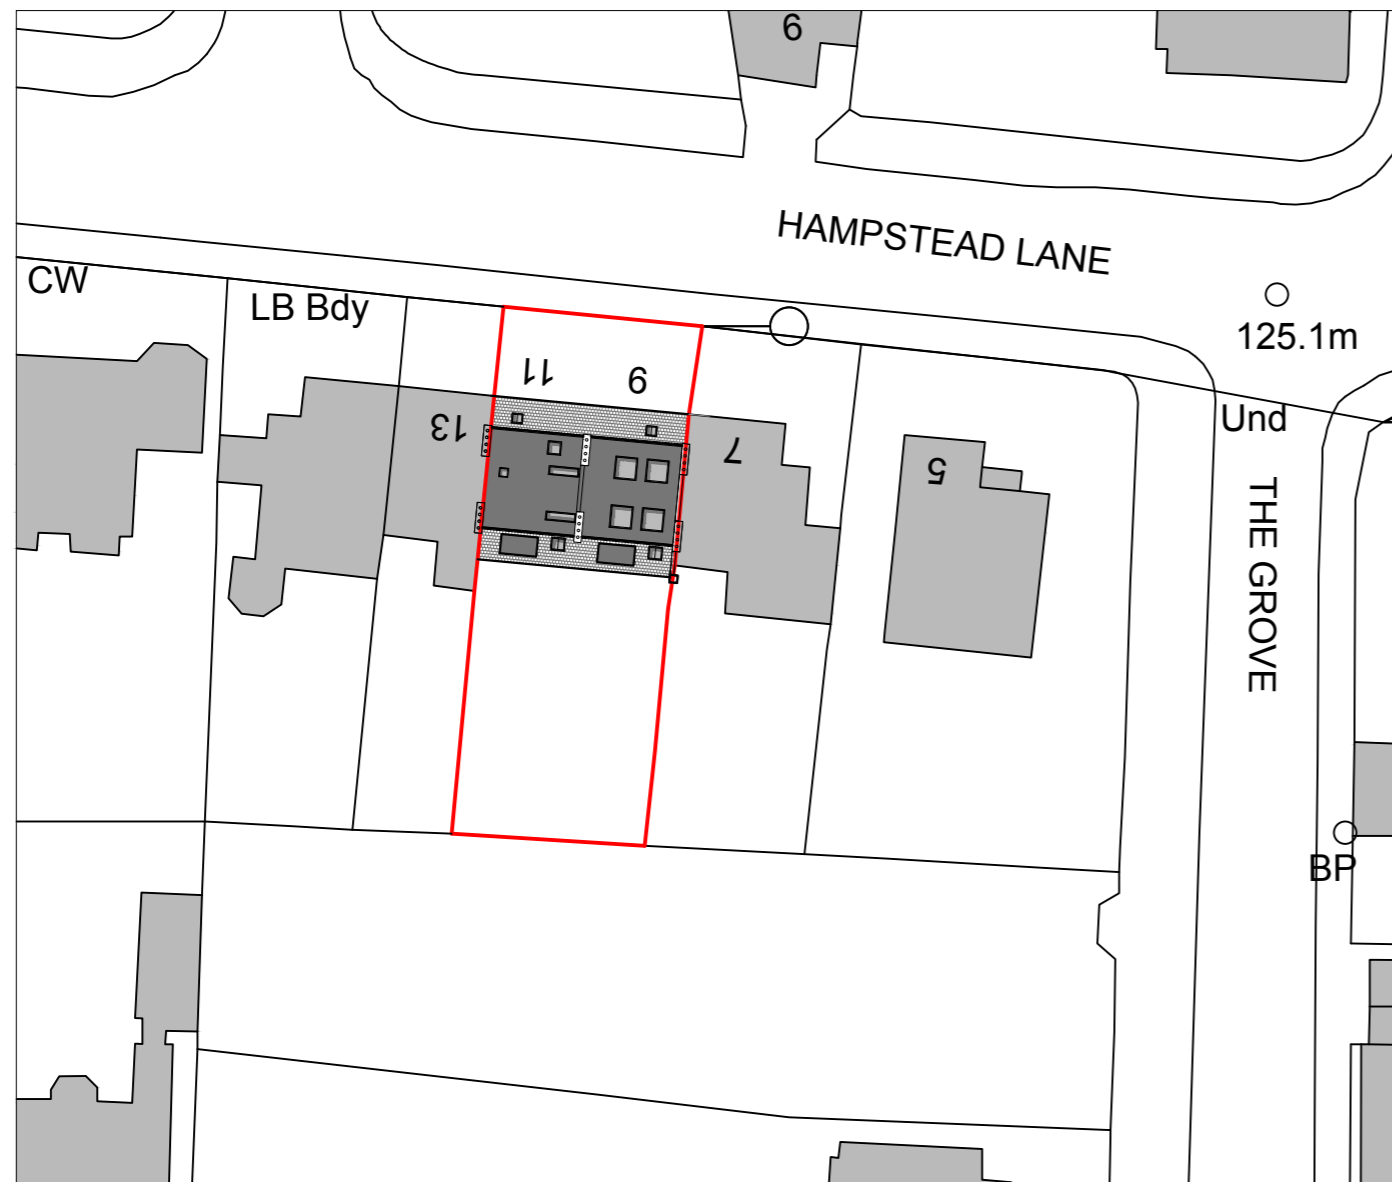 6
HAMPSTEAD LANE
CW
LB Bdy
125.1m
11
9
13
7
5
Und
THE GROVE
BP